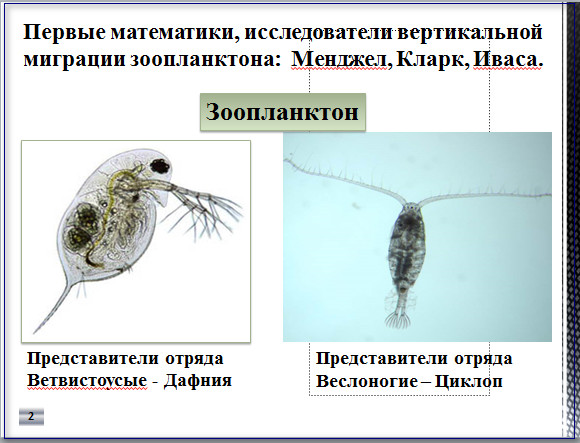 Первые математики, исследователи вертикальной
миграции зоопланктона: Менджел, Кларк, Иваса.
Зоопланктон
Представители отряда
Ветвистоусые - Дафния
Представители отряда
Веслоногие – Циклоп
2